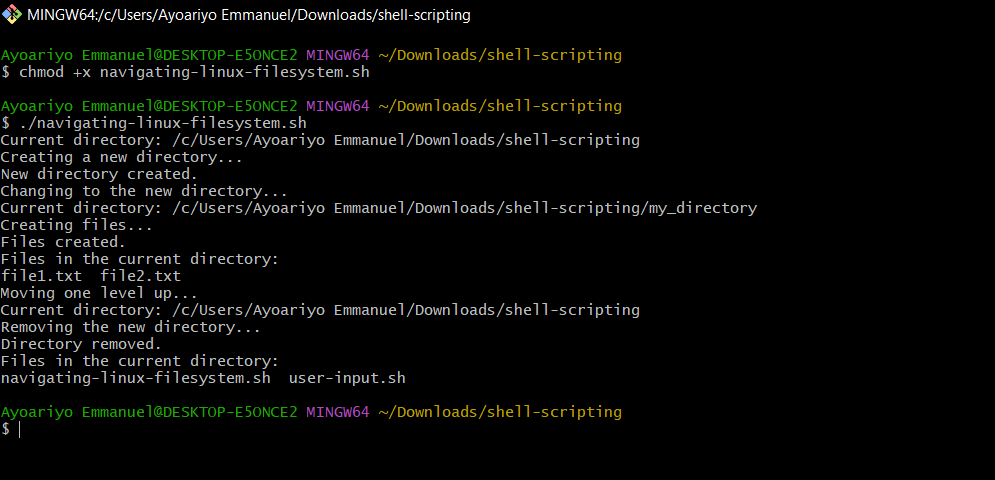 MINGW64:/c/Users/Ayoariyo Emmanuel/Downloads/shell-scripting
Ayoariyo Emmanuel@DESKTOP-E5ONCE2 MINGW64 ~/Downloads/shell-scripting
$ chmod +x navigating-linux-filesystem.sh
Ayoariyo Emmanuel@DESKTOP-E5ONCE2 MINGW64 ~/Downloads/shell-scripting
$ ./navigating-linux-filesystem.sh
Current directory: /c/Users/Ayoariyo Emmanuel/Downloads/shell-scripting
Creating a new directory...
New directory created.
Changing to the new directory...
Current directory: /c/Users/Ayoariyo Emmanuel/Downloads/shell-scripting/my_directory
Creating files...
Files created.
Files in the current directory:
file1.txt  file2.txt
Moving one level up...
Current directory: /c/Users/Ayoariyo Emmanuel/Downloads/shell-scripting
Removing the new directory...
Directory removed.
Files in the current directory:
navigating-linux-filesystem.sh  user-input.sh
Ayoariyo Emmanuel@DESKTOP-E5ONCE2 MINGW64 ~/Downloads/shell-scripting
$